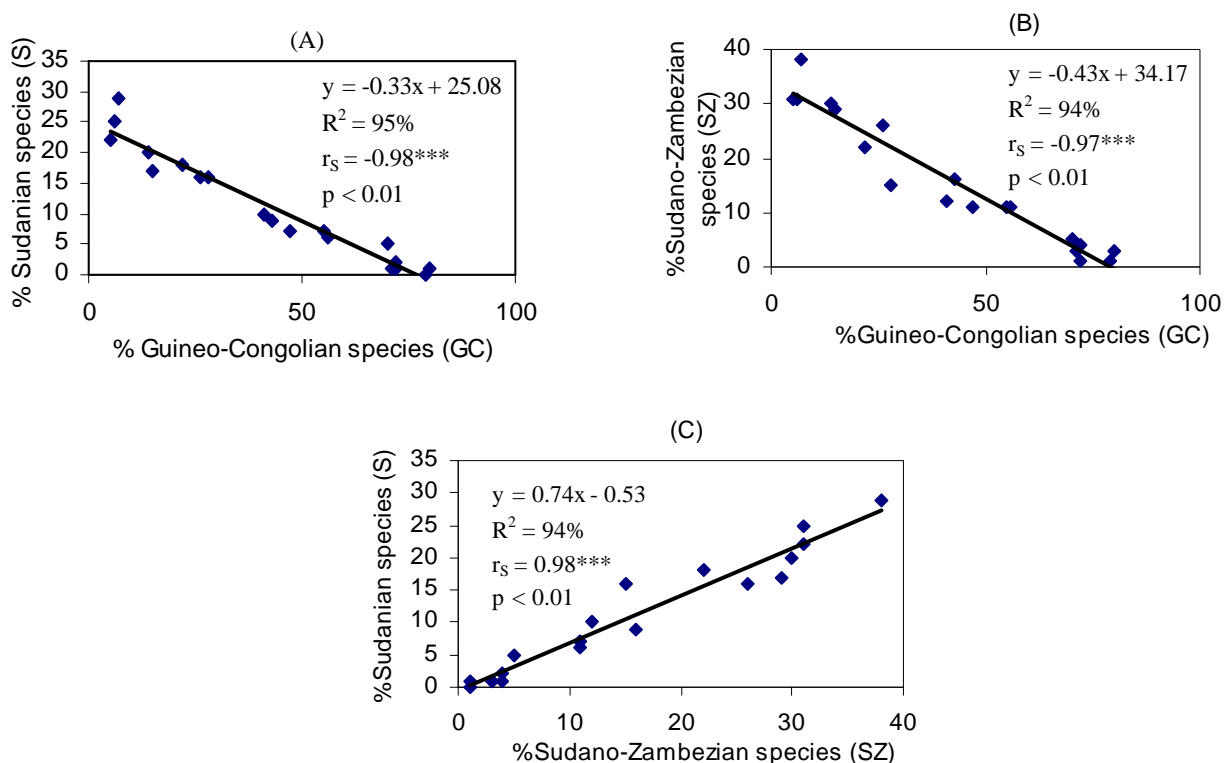 (A)
% Sudanian species (S)
35
30
25
20
15
10
5
0
y = -0.33x + 25.08
R² = 95%
rS = -0.98***
p < 0.01
0 50 100
% Guineo-Congolian species (GC)
(B)
%Sudano-Zambezian
species (SZ)
40
30
20
10
0
y = -0.43x + 34.17
R² = 94%
rS = -0.97***
p < 0.01
0 50 100
%Guineo-Congolian species (GC)
(C)
%Sudanian species (S)
35
30
25
20
15
10
5
0
y = 0.74x - 0.53
R² = 94%
rS = 0.98***
p < 0.01
0 10 20 30 40
%Sudano-Zambezian species (SZ)